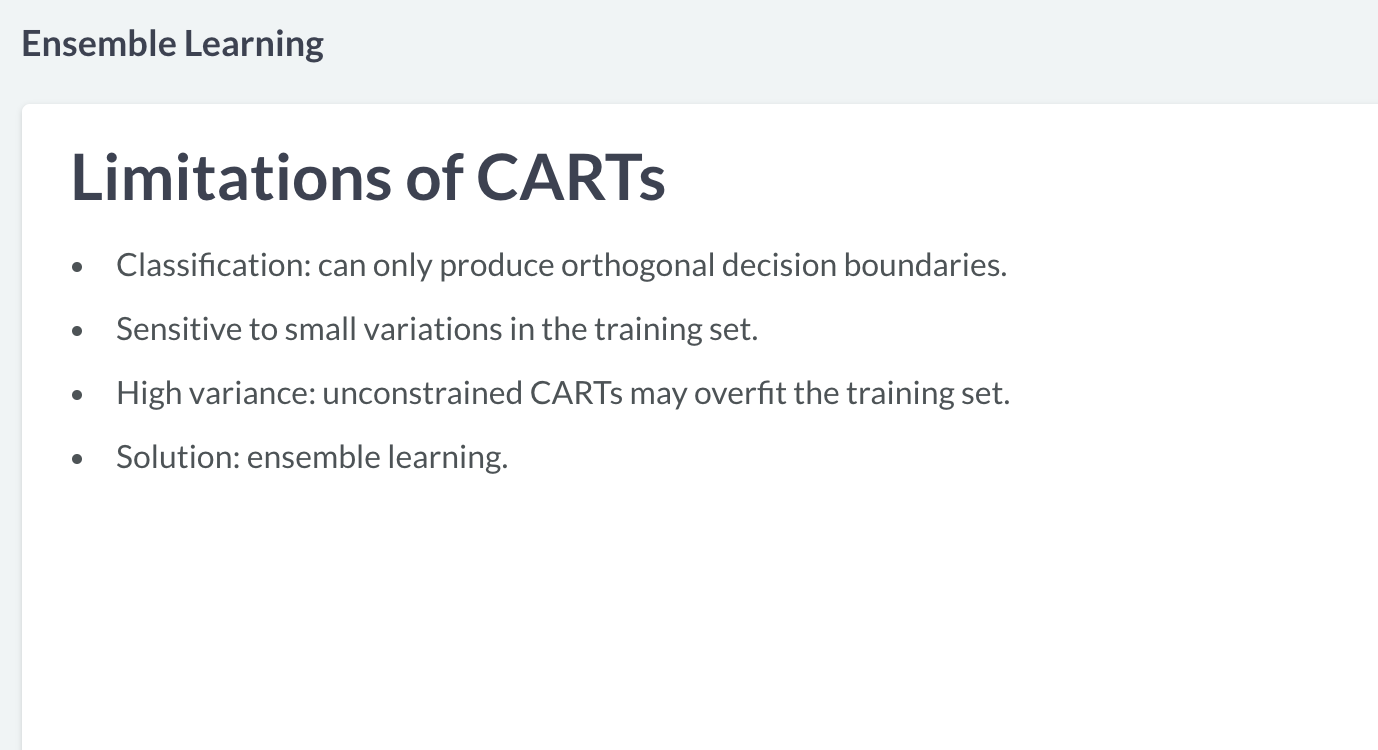 Ensemble Learning
Limitations of CARTs
• Classification: can only produce orthogonal decision boundaries.
• Sensitive to small variations in the training set.
• High variance: unconstrained CARTs may overfit the training set.
• Solution: ensemble learning.